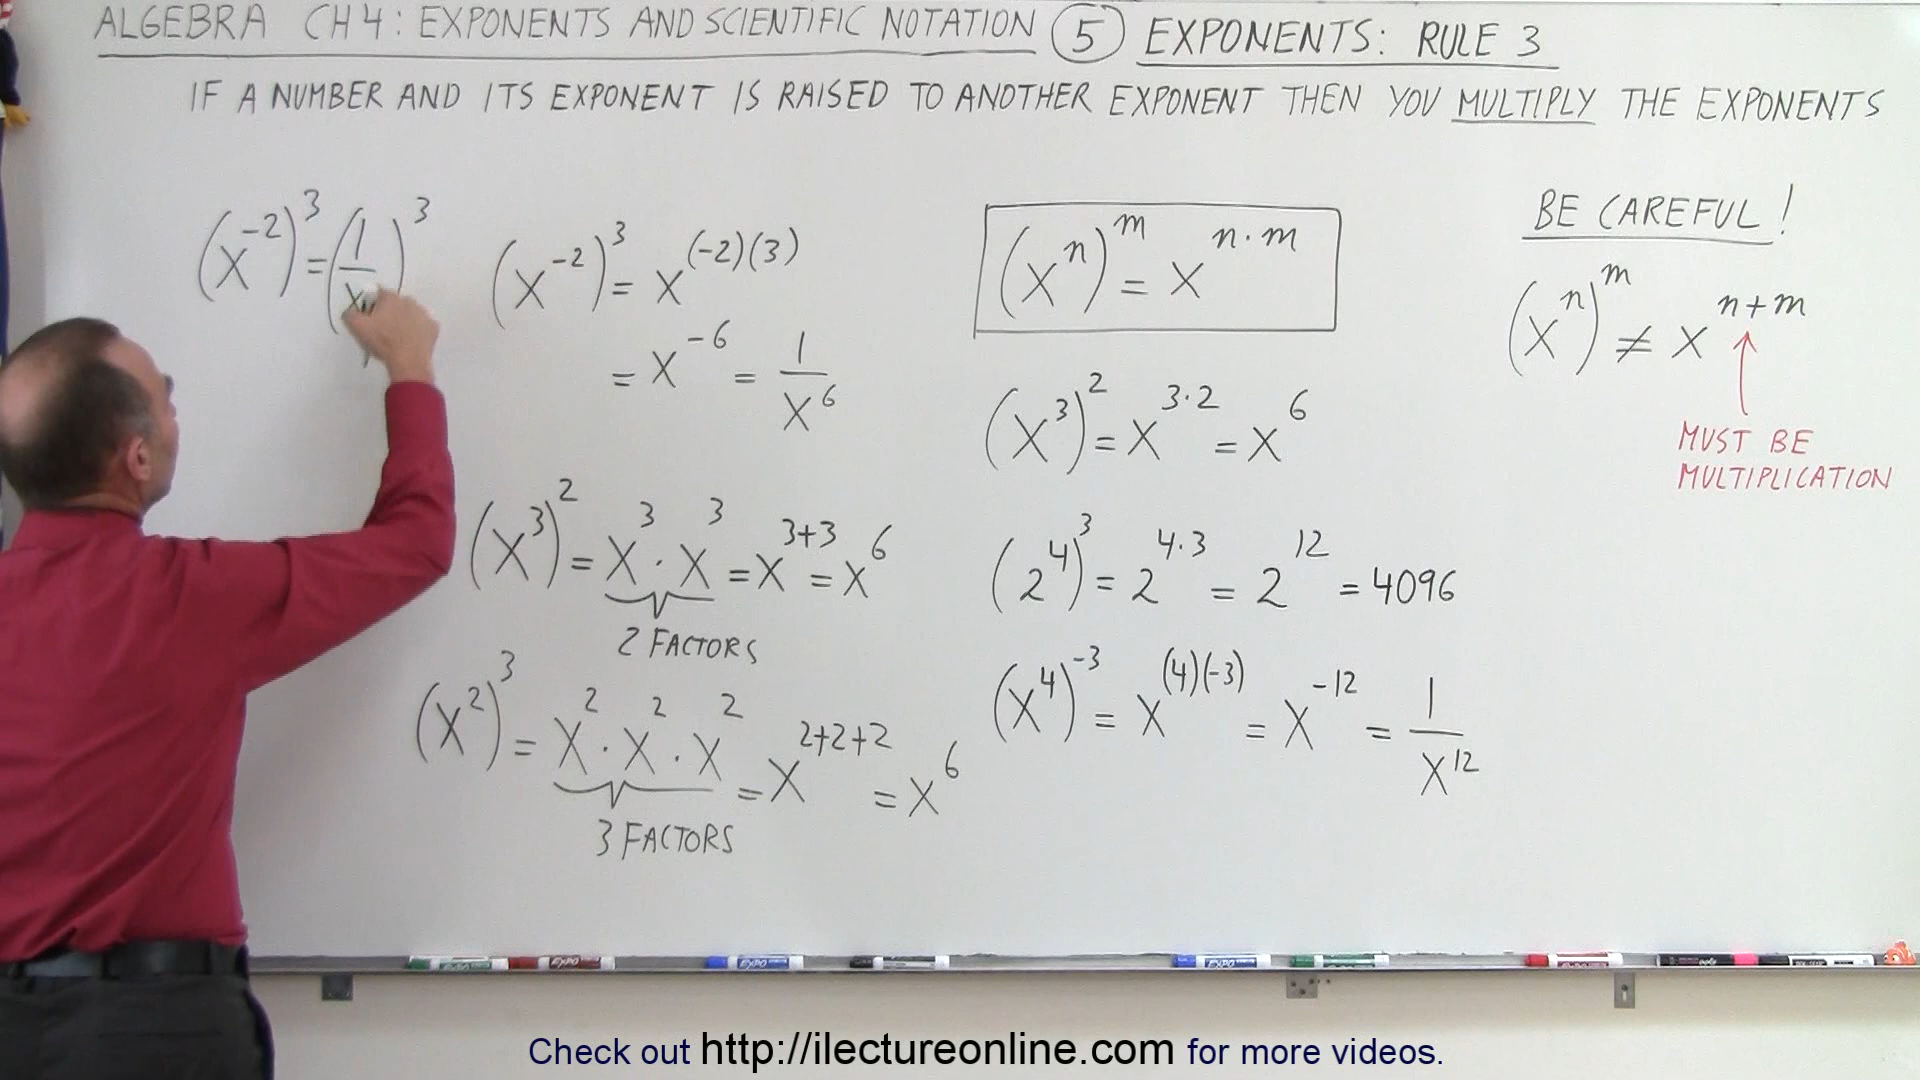 ALGEBRA CH 4: EXPONENTS AND SCIENTIFIC NOTATION (5) EXPONENTS: RULE 3
IF A NUMBER AND ITS EXPONENT IS RAISED TO ANOTHER EXPONENT THEN YOU MULTIPLY THE EXPONENTS
(x^-2)^3 = (1/x)^3
(x^-2)^3 = x^(-2)(3)
= x^-6 = 1/x^6
(x^3)^2 = x^3 · x^3 = x^3+3 = x^6
2 FACTORS
(x^2)^3 = x^2 · x^2 · x^2 = x^2+2+2 = x^6
3 FACTORS
(x^n)^m = x^n·m
(x^3)^2 = x^3·2 = x^6
(2^4)^3 = 2^4·3 = 2^12 = 4096
(x^4)^-3 = x^(4)(-3) = x^-12 = 1/x^12
BE CAREFUL!
(x^n)^m ≠ x^n+m
MUST BE
MULTIPLICATION
EXPO
EXPO
EXPO
Check out http://ilectureonline.com for more videos.